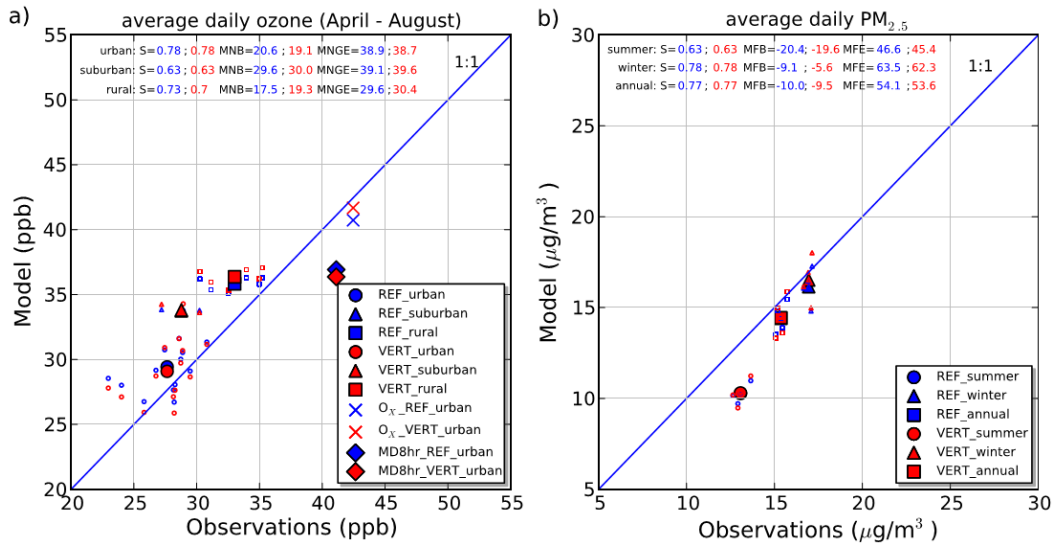 a)
average daily ozone (April - August)
urban: S=0.78 ; 0.78 MNB=20.6 ; 19.1 MNGE=38.9 ; 38.7
suburban: S=0.63 ; 0.63 MNB=29.6 ; 30.0 MNGE=39.1 ; 39.6
rural: S=0.73 ; 0.7 MNB=17.5 ; 19.3 MNGE=29.6 ; 30.4
1:1
55
50
45
40
35
30
25
20
Model (ppb)
REF_urban
REF_suburban
REF_rural
VERT_urban
VERT_suburban
VERT_rural
OX_REF_urban
OX_VERT_urban
MD8hr_REF_urban
MD8hr_VERT_urban
20 25 30 35 40 45 50 55
Observations (ppb)
b)
average daily PM2.5
summer: S=0.63 ; 0.63 MFB=-20.4; -19.6 MFE=46.6 ; 45.4
winter: S=0.78 ; 0.78 MFB=-9.1 ; -5.6 MFE=63.5 ; 62.3
annual: S=0.77 ; 0.77 MFB=-10.0; -9.5 MFE=54.1 ; 53.6
1:1
30
25
20
15
10
5
Model (μg/m³ )
REF_summer
REF_winter
REF_annual
VERT_summer
VERT_winter
VERT_annual
5 10 15 20 25 30
Observations (μg/m³ )